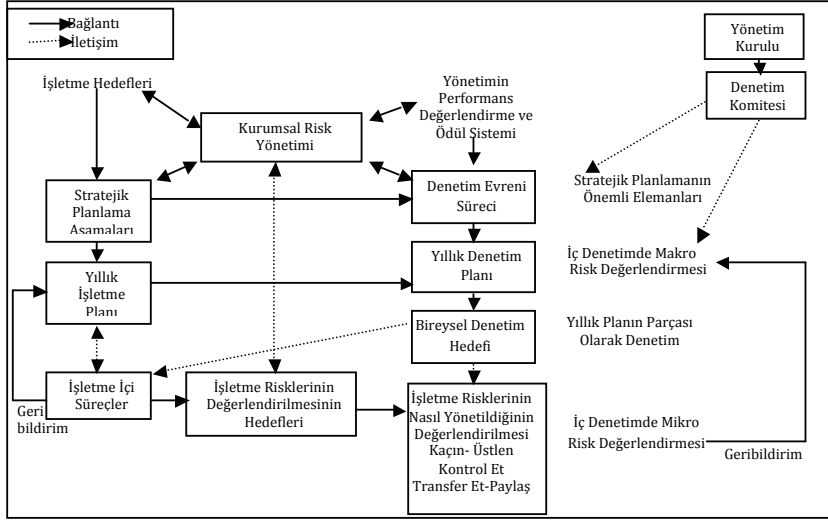 Bağlantı
İletişim
Yönetim
Kurulu
Denetim
Komitesi
İşletme Hedefleri
Kurumsal Risk
Yönetimi
Yönetimin
Performans
Değerlendirme ve
Ödül Sistemi
Stratejik
Planlama
Aşamaları
Denetim Evreni
Süreci
Stratejik Planlamanın
Önemli Elemanları
Yıllık
İşletme
Planı
Yıllık Denetim
Planı
İç Denetimde Makro
Risk Değerlendirmesi
Bireysel Denetim
Hedefi
Yıllık Planın Parçası
Olarak Denetim
İşletme İçi
Süreçler
Geri
bildirim
İşletme Risklerinin
Değerlendirilmesinin
Hedefleri
İşletme Risklerinin
Nasıl Yönetildiğinin
Değerlendirilmesi
Kaçın- Üstlen
Kontrol Et
Transfer Et-Paylaş
İç Denetimde Mikro
Risk Değerlendirmesi
Geribildirim